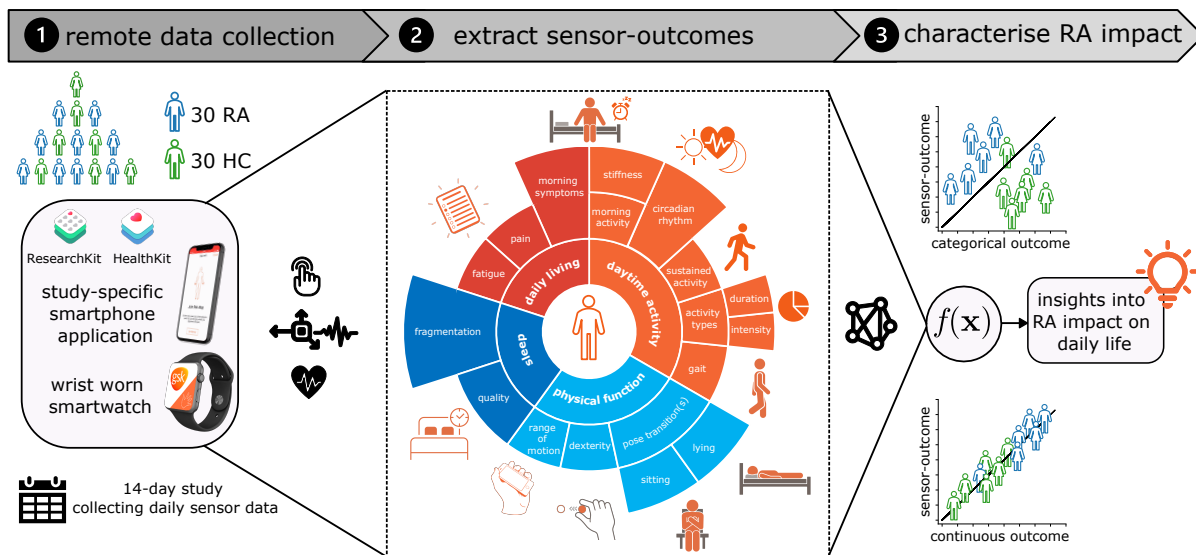 1 remote data collection
2 extract sensor-outcomes
3 characterise RA impact
30 RA
30 HC
ResearchKit
HealthKit
study-specific
smartphone
application
wrist worn
smartwatch
gsk
14-day study
collecting daily sensor data
daily living
morning
symptoms
pain
fatigue
daytime activity
stiffness
morning
activity
circadian
rhythm
sustained
activity
activity
types
duration
intensity
gait
physical function
pose transition(s)
lying
sitting
dexterity
range
of
motion
sleep
quality
fragmentation
sensor-outcome
categorical outcome
f(x)
insights into
RA impact on
daily life
sensor-outcome
continuous outcome